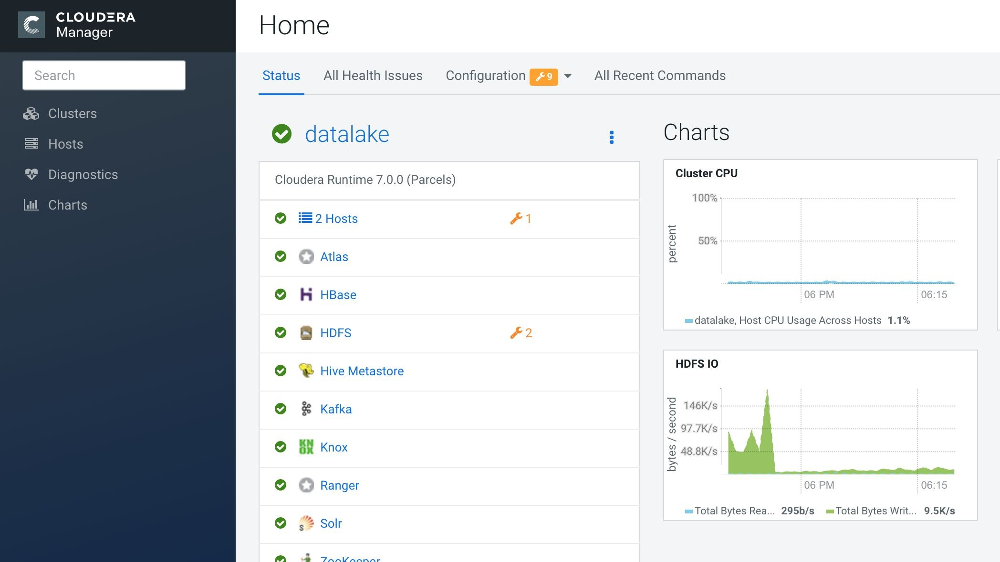 CLOUDERA
Manager
Home
Search
Clusters
Hosts
Diagnostics
Charts
Status All Health Issues Configuration 9 All Recent Commands
datalake
Cloudera Runtime 7.0.0 (Parcels)
2 Hosts 1
Atlas
HBase
HDFS 2
Hive Metastore
Kafka
KNOX Knox
Ranger
S Solr
ZooKeeper
Charts
Cluster CPU
percent
100%
50%
06 PM 06:15
datalake, Host CPU Usage Across Hosts 1.1%
HDFS IO
bytes / second
146K/s
97.7K/s
48.8K/s
06 PM 06:15
Total Bytes Rea... 295b/s Total Bytes Writ... 9.5K/s